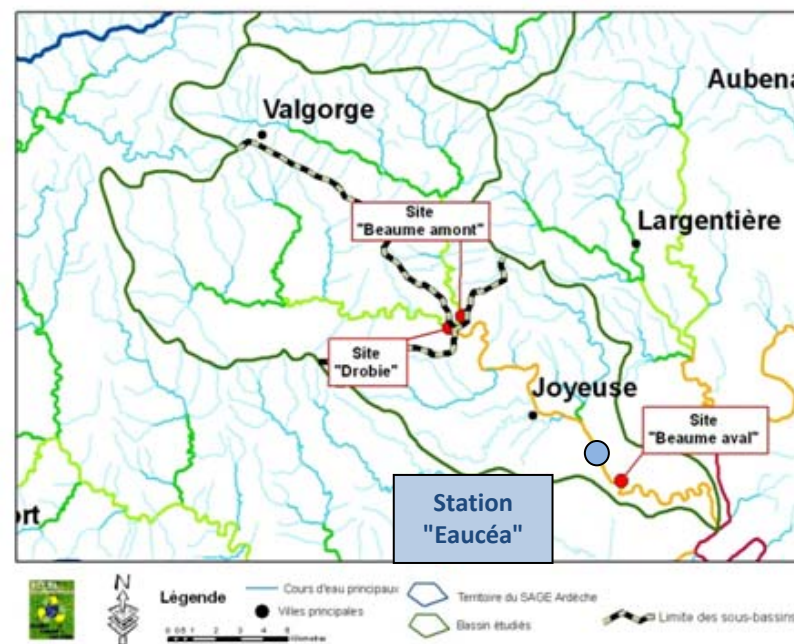 Aubena
Valgorge
Site
"Beaume amont"
Largentière
Site
"Drobie"
Joyeuse
Site
"Beaume aval"
Station
"Eaucéa"
ort
N
Légende
Cours d'eau principaux
Villes principales
Territoire du SAGE Ardèche
Bassin étudiés
Limite des sous-bassins